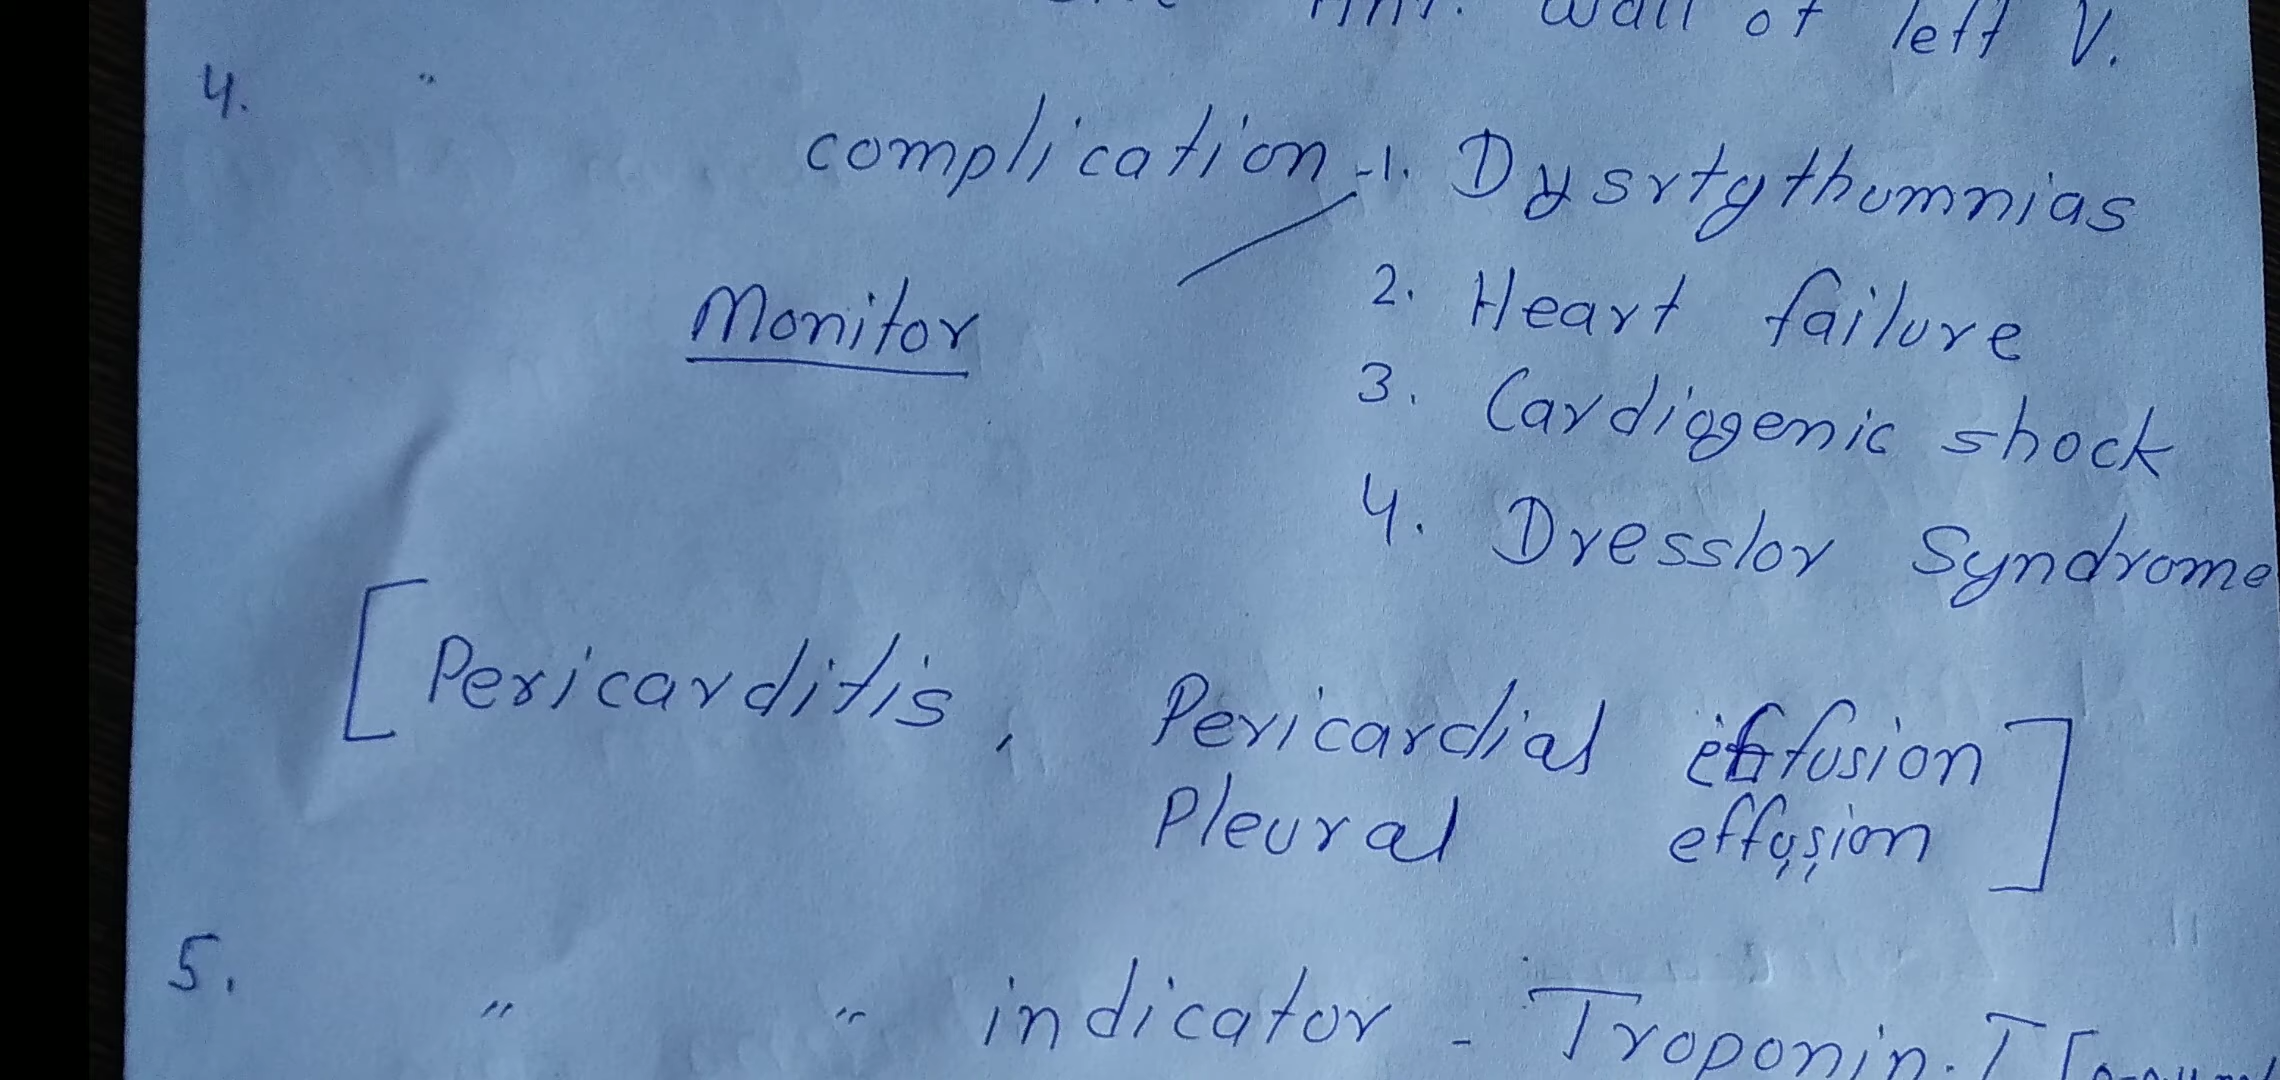 wall of left V.
4. "
complication -1. Dysrtythumnias
Monitor
2. Heart failure
3. Cardiogenic shock
4. Dresslor Syndrome
[Pericarditis, Pericardial effusion
Pleural effusion]
5. " " indicator - Troponin. T [